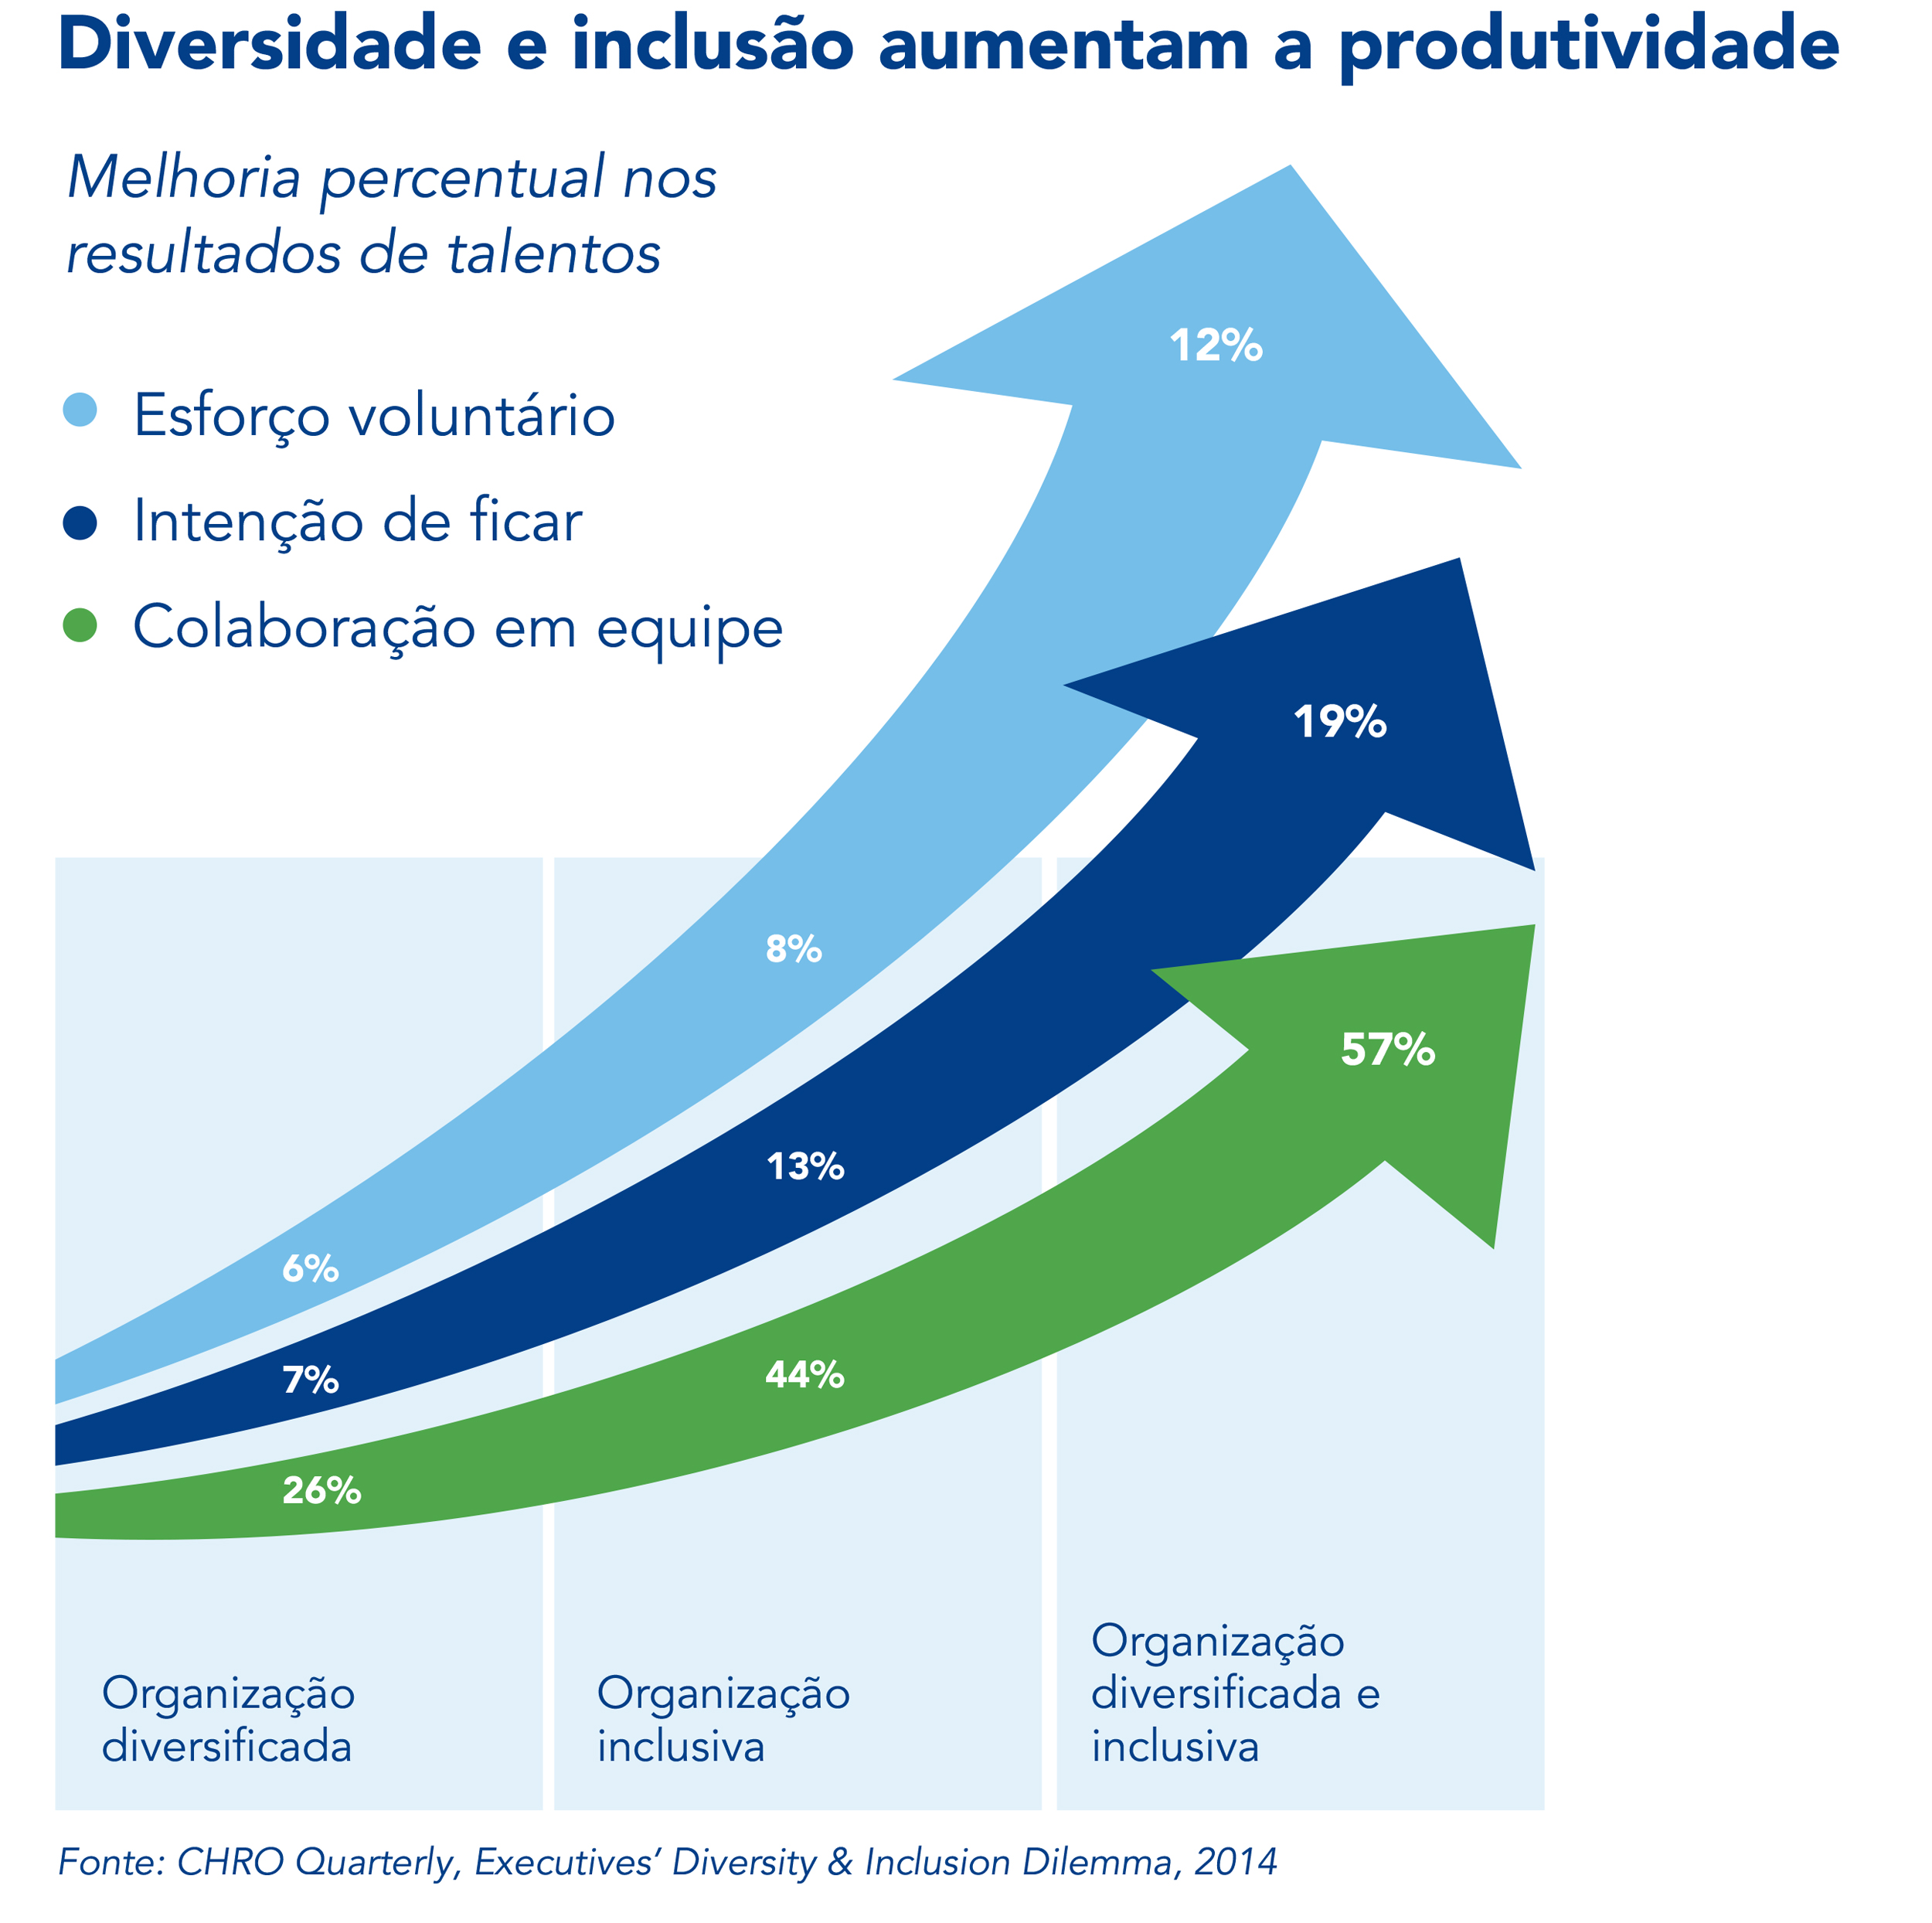 Diversidade e inclusão aumentam a produtividade
Melhoria percentual nos
resultados de talentos
Esforço voluntário
Intenção de ficar
Colaboração em equipe
12%
19%
8%
57%
13%
6%
44%
7%
26%
Organização
diversificada
Organização
inclusiva
Organização
diversificada e
inclusiva
Fonte: CHRO Quarterly, Executives’ Diversity & Inclusion Dilemma, 2014